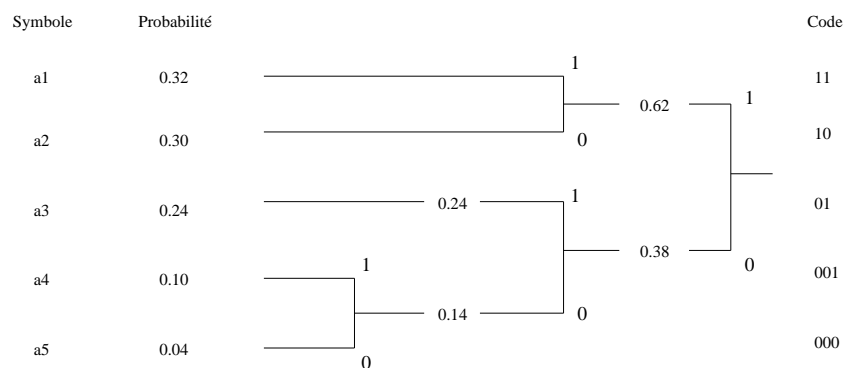 Symbole Probabilité Code
1
a1 0.32 11
0.62 1
a2 0.30 0 10
1
a3 0.24 0.24 01
0.38
1 0
a4 0.10 001
0.14 0
a5 0.04 000
0